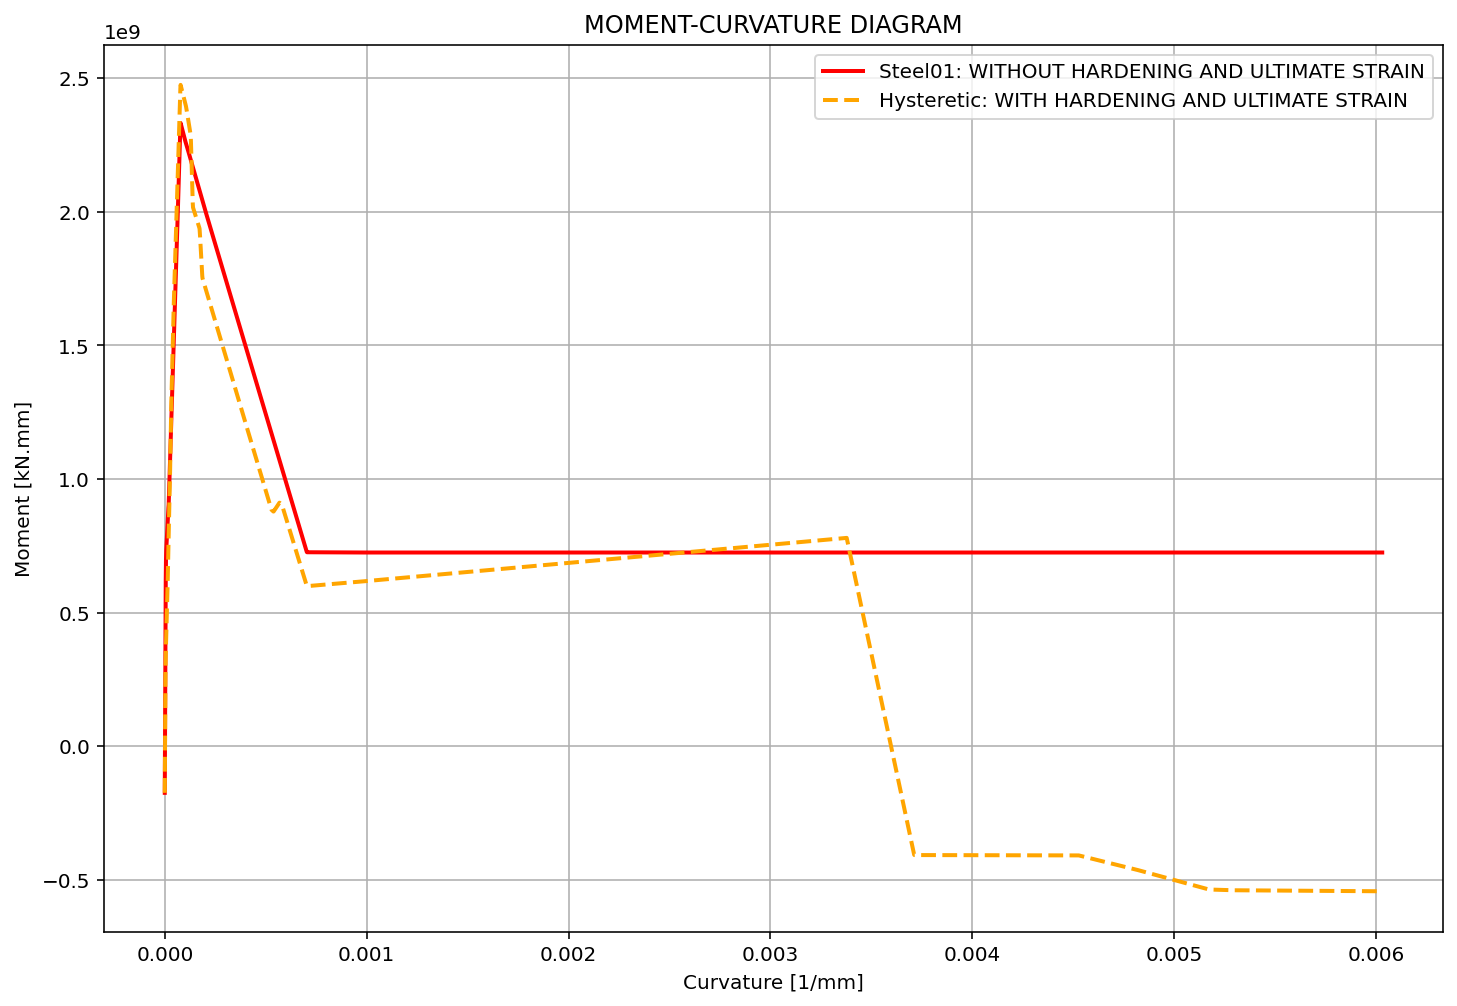 MOMENT-CURVATURE DIAGRAM
1e9
Steel01: WITHOUT HARDENING AND ULTIMATE STRAIN
Hysteretic: WITH HARDENING AND ULTIMATE STRAIN
2.5
2.0
1.5
1.0
0.5
0.0
−0.5
Moment [kN.mm]
0.000 0.001 0.002 0.003 0.004 0.005 0.006
Curvature [1/mm]